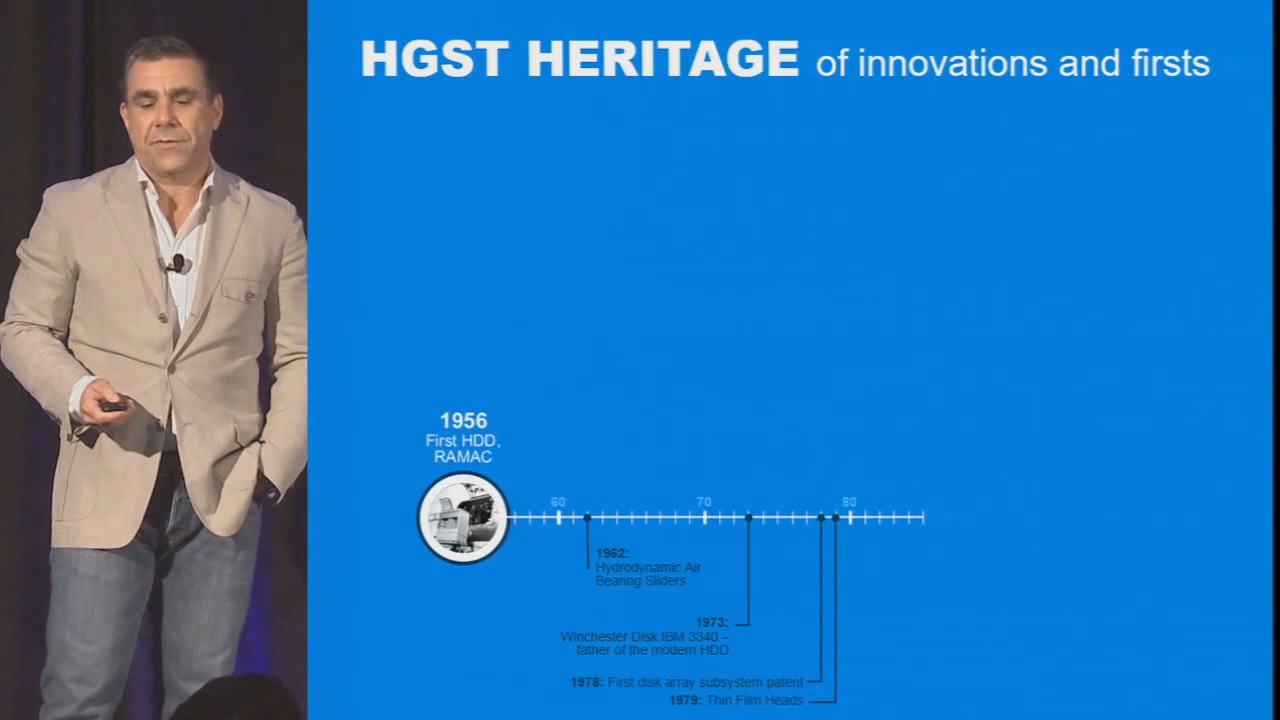 HGST HERITAGE of innovations and firsts
1956
First HDD,
RAMAC
60 70 80
1962:
Hydrodynamic Air
Bearing Sliders
1973:
Winchester Disk IBM 3340 –
father of the modern HDD
1978: First disk array subsystem patent
1979: Thin Film Heads